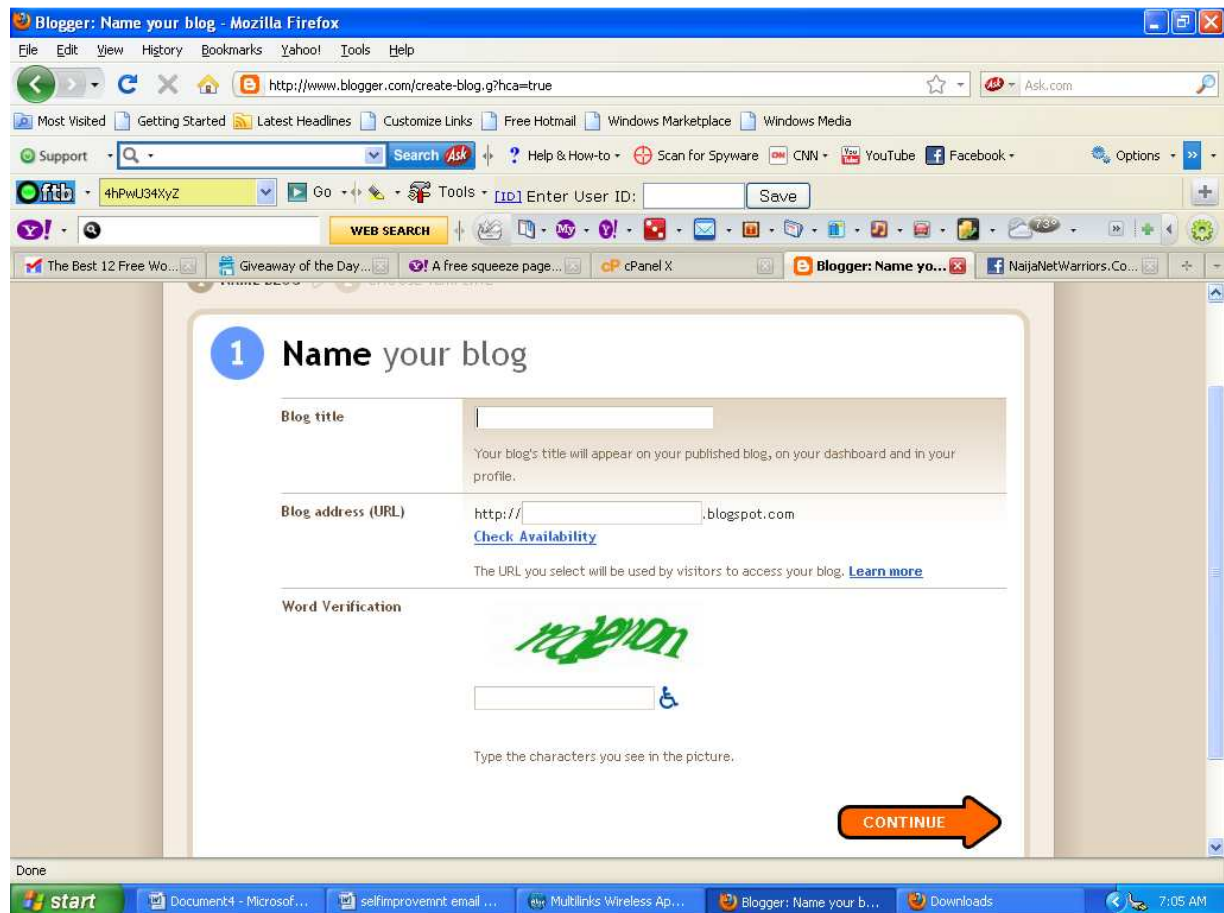 Blogger: Name your blog - Mozilla Firefox
File Edit View History Bookmarks Yahoo! Tools Help
http://www.blogger.com/create-blog.g?hca=true Ask.com
Most Visited Getting Started Latest Headlines Customize Links Free Hotmail Windows Marketplace Windows Media
Support Search Ask ? Help & How-to Scan for Spyware CNN YouTube Facebook Options
ftb 4hPwU34XyZ Go Tools [ID] Enter User ID: Save
WEB SEARCH 73°
The Best 12 Free Wo... Giveaway of the Day... A free squeeze page... cPanel X Blogger: Name yo... NaijaNetWarriors.Co...
1 Name your blog
Blog title
Your blog's title will appear on your published blog, on your dashboard and in your
profile.
Blog address (URL) http:// .blogspot.com
Check Availability
The URL you select will be used by visitors to access your blog. Learn more
Word Verification
Type the characters you see in the picture.
CONTINUE
Done
start Document4 - Microsof... selfimprovemnt email ... Multilinks Wireless Ap... Blogger: Name your b... Downloads 7:05 AM